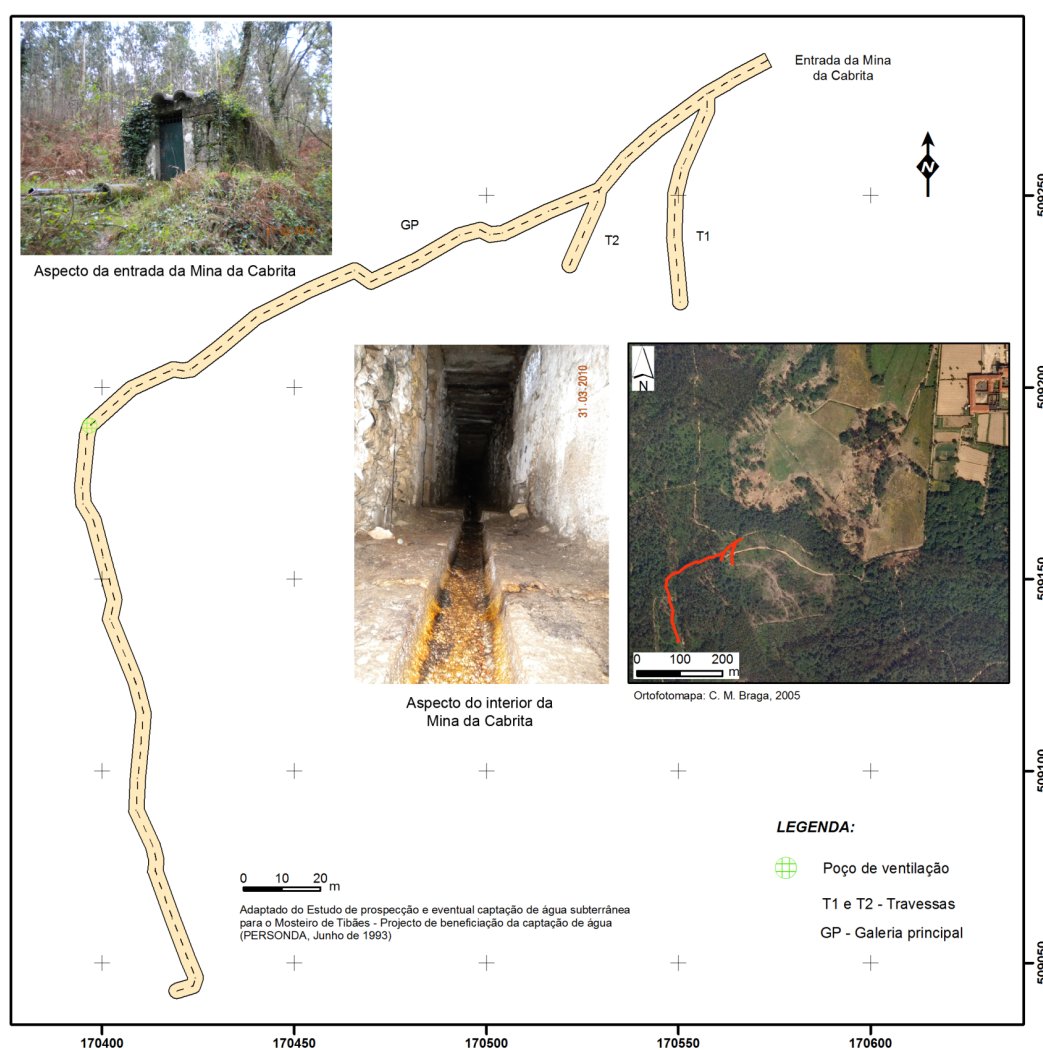 Entrada da Mina
da Cabrita
N
Aspecto da entrada da Mina da Cabrita
GP
T2
T1
509250
509200
509150
509100
509050
31.03.2010
Aspecto do interior da
Mina da Cabrita
N
0 100 200
m
Ortofotomapa: C. M. Braga, 2005
LEGENDA:
Poço de ventilação
T1 e T2 - Travessas
GP - Galeria principal
0 10 20
m
Adaptado do Estudo de prospecção e eventual captação de água subterrânea
para o Mosteiro de Tibães - Projecto de beneficiação da captação de água
(PERSONDA, Junho de 1993)
170400 170450 170500 170550 170600